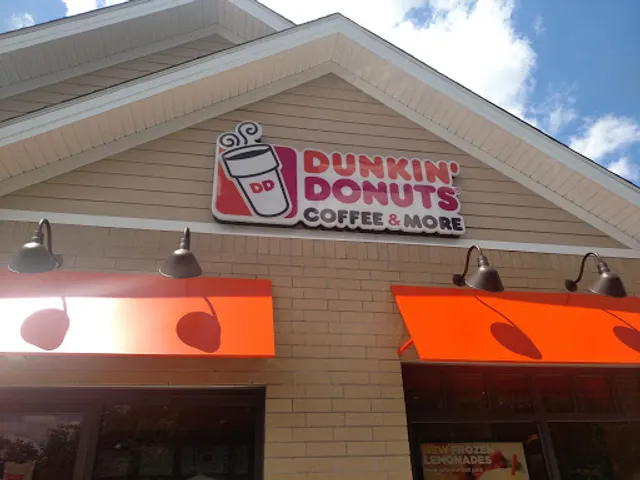 DD
DUNKIN'
DONUTS
COFFEE & MORE
NEW FROZEN
LEMONADES